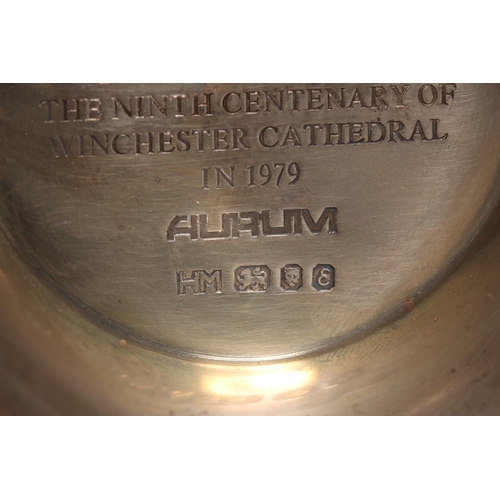 THE NINTH CENTENARY OF
WINCHESTER CATHEDRAL
IN 1979
AURUM
HM